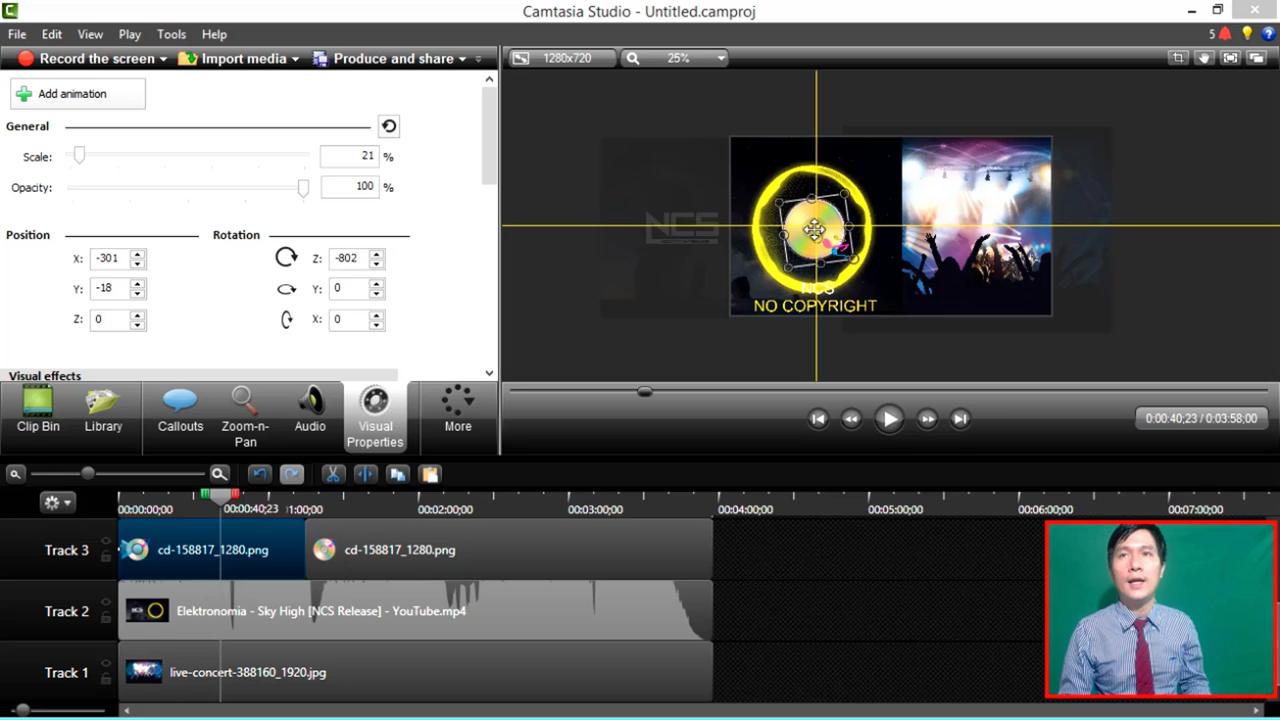 Camtasia Studio - Untitled.camproj
File Edit View Play Tools Help
5
Record the screen Import media Produce and share
1280x720 25%
Add animation
General
Scale: 21 %
Opacity: 100 %
Position Rotation
X: -301 Z: -802
Y: -18 Y: 0
Z: 0 X: 0
Visual effects
NCS
NCS
NO COPYRIGHT
Clip Bin Library Callouts Zoom-n-Pan Audio Visual Properties More
0:00:40;23 / 0:03:58;00
00:00:00;00 00:00:40;23 1:00;00 00:02:00;00 00:03:00;00 00:04:00;00 00:05:00;00 00:06:00;00 00:07:00;00
Track 3 cd-158817_1280.png cd-158817_1280.png
Track 2 Elektronomia - Sky High [NCS Release] - YouTube.mp4
Track 1 live-concert-388160_1920.jpg